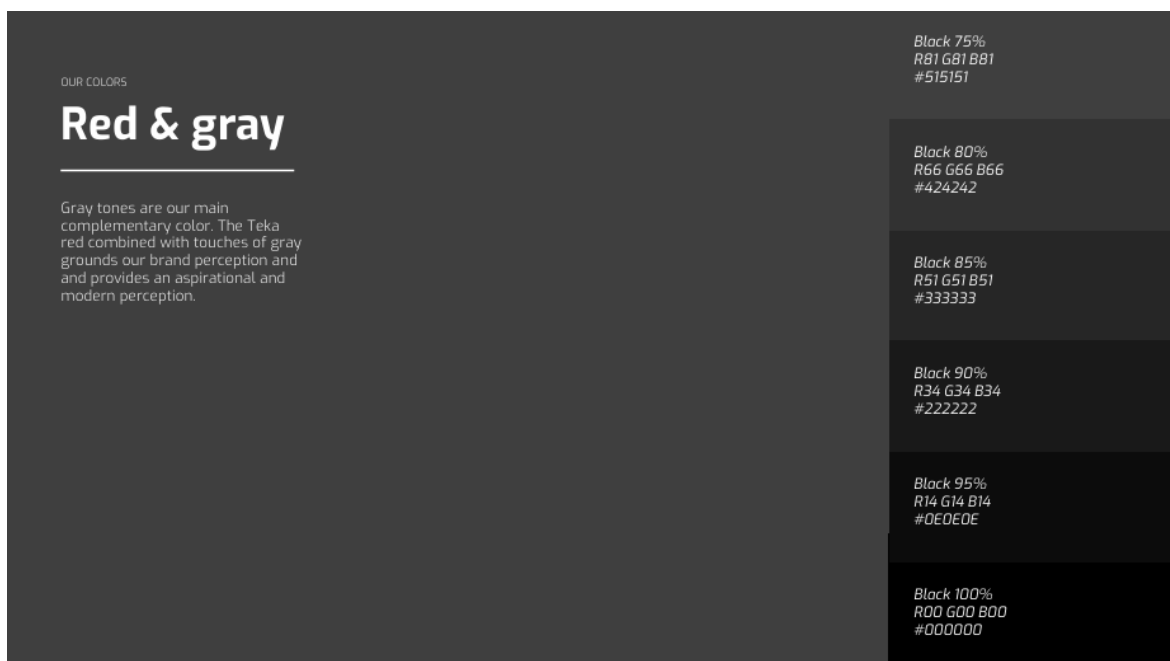 OUR COLORS
Red & gray
Gray tones are our main
complementary color. The Teka
red combined with touches of gray
grounds our brand perception and
and provides an aspirational and
modern perception.
Black 75%
R81 G81 B81
#515151
Black 80%
R66 G66 B66
#424242
Black 85%
R51 G51 B51
#333333
Black 90%
R34 G34 B34
#222222
Black 95%
R14 G14 B14
#0E0E0E
Black 100%
R00 G00 B00
#000000